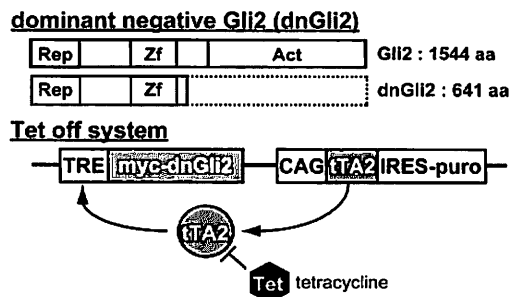 dominant negative Gli2 (dnGli2)
Rep Zf Act Gli2 : 1544 aa
Rep Zf dnGli2 : 641 aa
Tet off system
TRE myc-dnGli2 CAG tTA2 IRES-puro
tTA2
Tet tetracycline